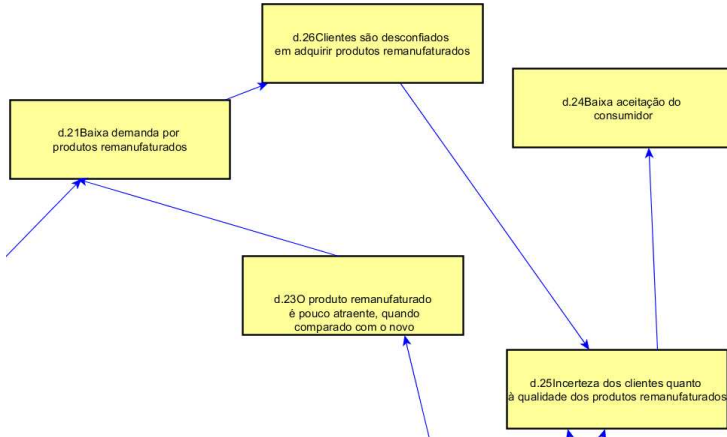 d.26Clientes são desconfiados
em adquirir produtos remanufaturados
d.24Baixa aceitação do
consumidor
d.21Baixa demanda por
produtos remanufaturados
d.23O produto remanufaturado
é pouco atraente, quando
comparado com o novo
d.25Incerteza dos clientes quanto
à qualidade dos produtos remanufaturados